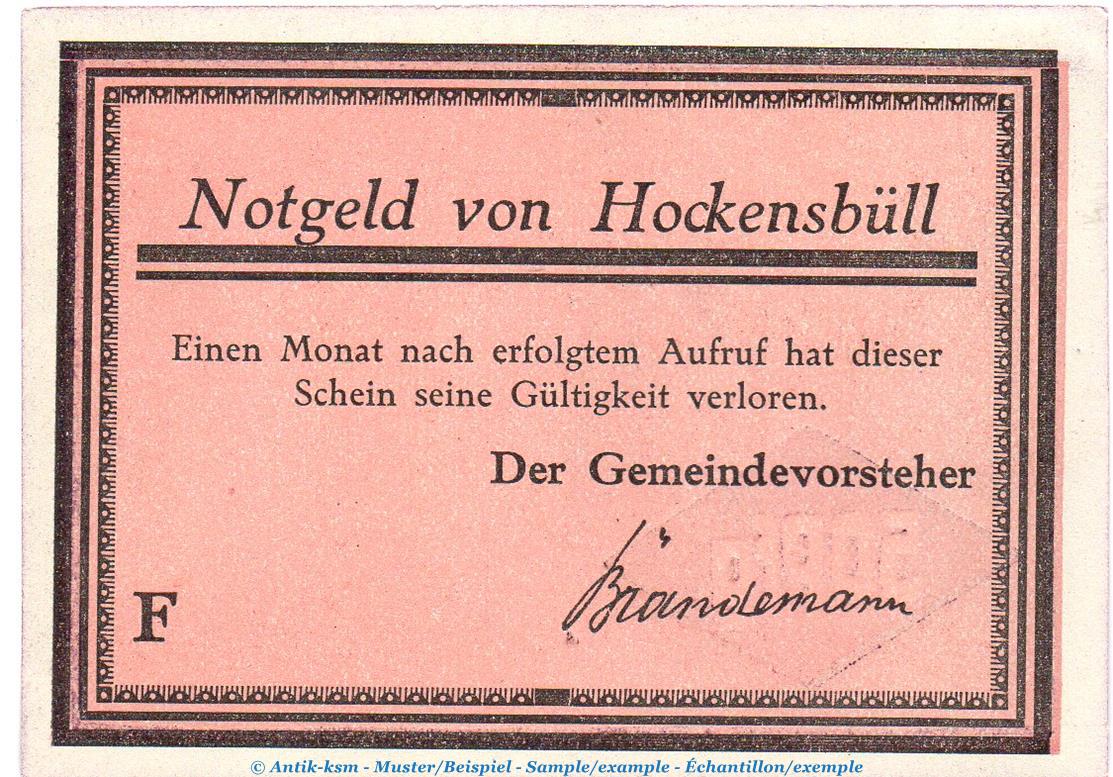 Notgeld von Hockensbüll
Einen Monat nach erfolgtem Aufruf hat dieser
Schein seine Gültigkeit verloren.
Der Gemeindevorsteher
Brandemann
F
© Antik-ksm - Muster/Beispiel - Sample/example - Échantillon/exemple